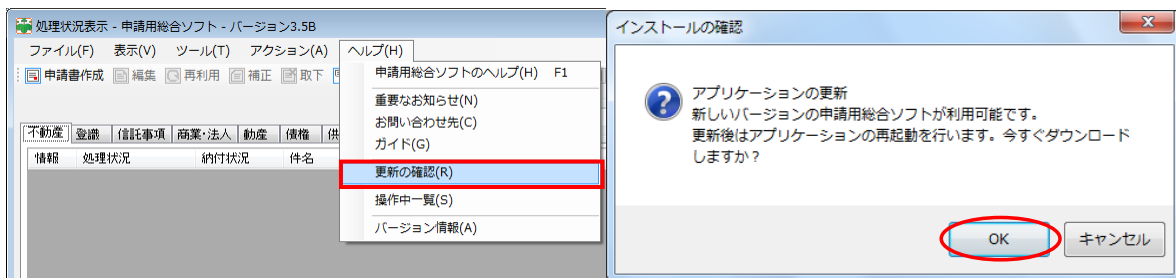 処理状況表示 - 申請用総合ソフト - バージョン3.5B
ファイル(F) 表示(V) ツール(T) アクション(A) ヘルプ(H)
申請書作成 編集 再利用 補正 取下
申請用総合ソフトのヘルプ(H) F1
重要なお知らせ(N)
お問い合わせ先(C)
ガイド(G)
更新の確認(R)
操作中一覧(S)
バージョン情報(A)
不動産 登識 信託事項 商業・法人 動産 債権 供
情報 処理状況 納付状況 件名
インストールの確認
アプリケーションの更新
新しいバージョンの申請用総合ソフトが利用可能です。
更新後はアプリケーションの再起動を行います。今すぐダウンロード
しますか？
OK キャンセル